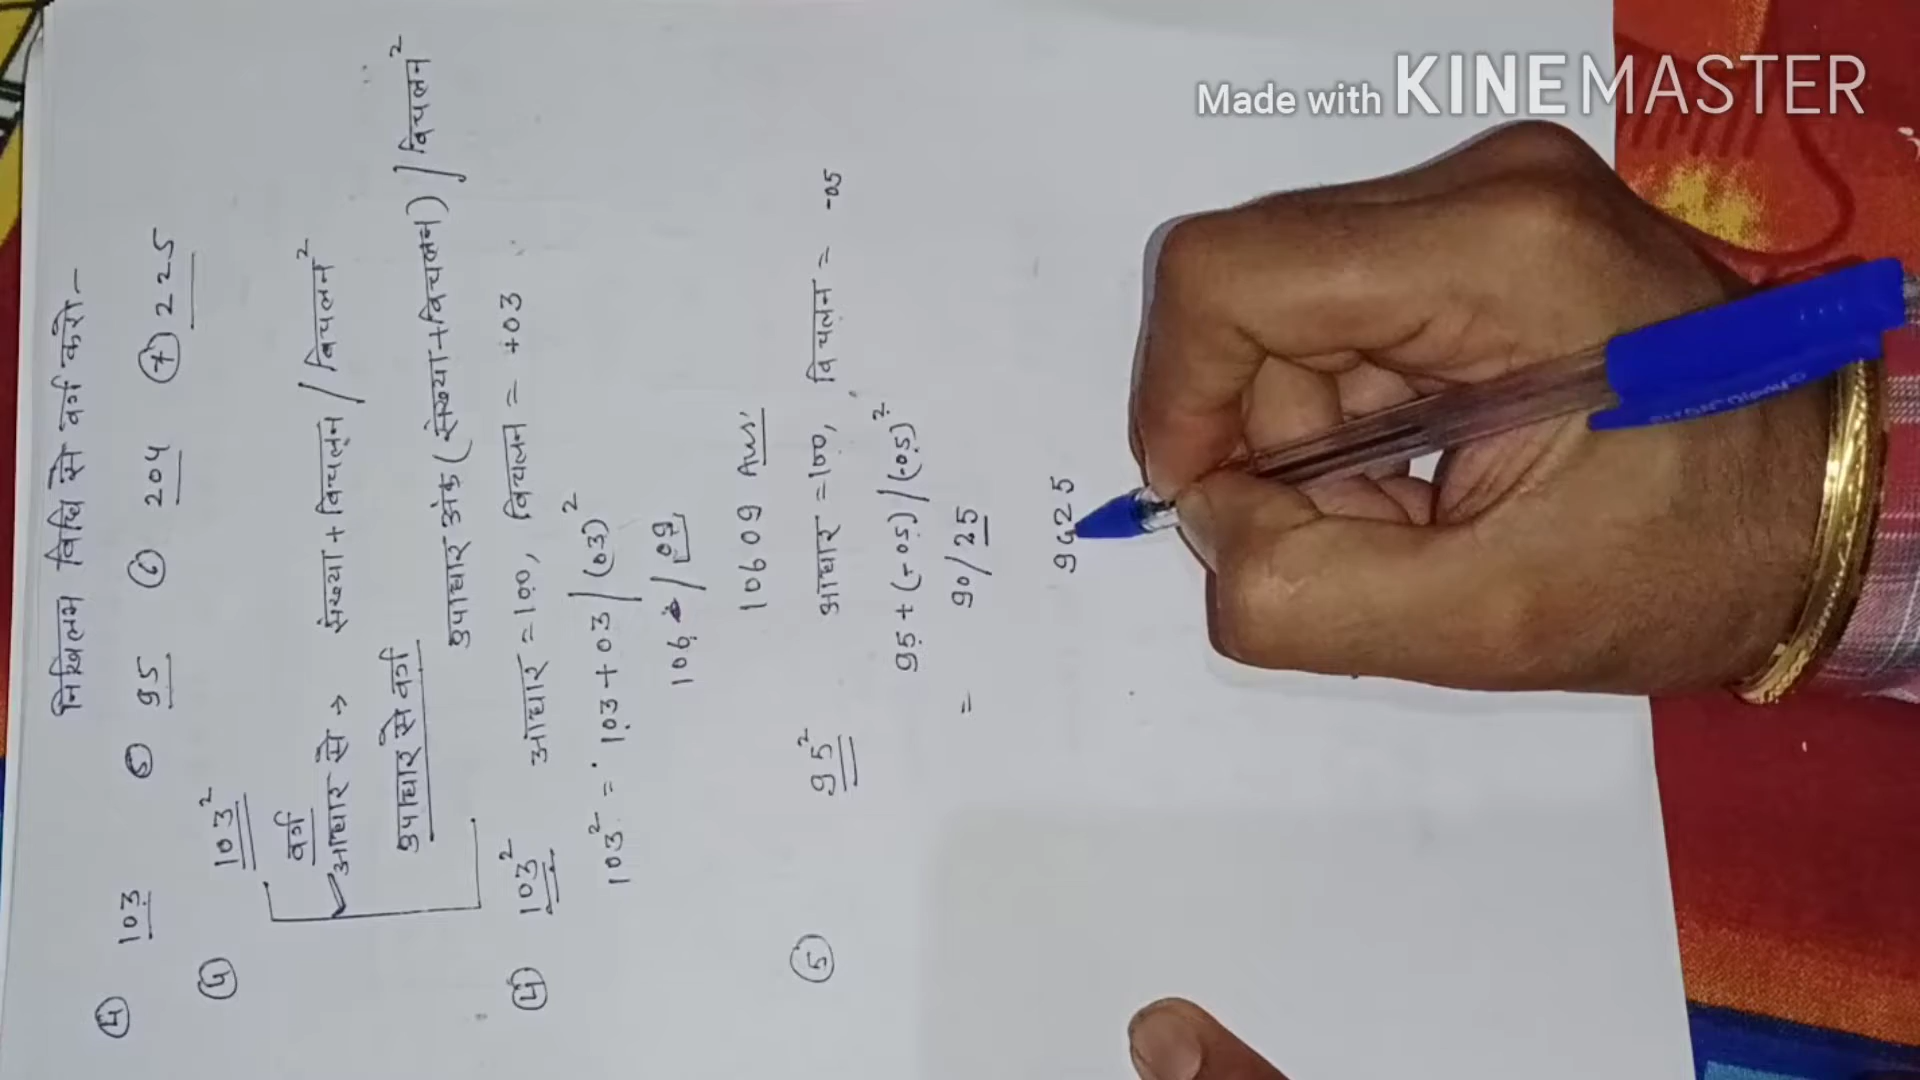 Made with KINEMASTER
निखिलम विधि से वर्ग करो-
④ 103 ⑤ 95 ⑥ 204 ⑦ 225
④ 103²
वर्ग
आधार से → संख्या + विचलन / विचलन²
उपाधार से वर्ग
उपाधार अंक (संख्या + विचलन) / विचलन²
④ 103² आधार = 100, विचलन = +03
103² = 103 + 03 / (03)²
106 / 09
10609 Ans
⑤ 95² आधार = 100, विचलन = -05
95 + (-05) / (-05)²
= 90/25